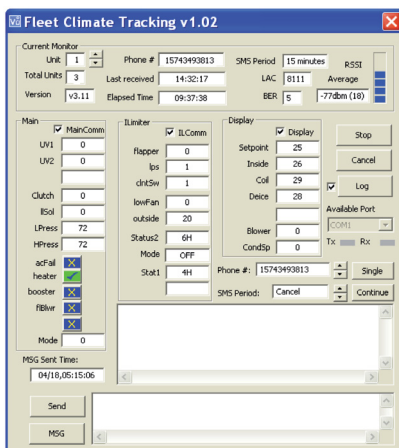 Fleet Climate Tracking v1.02
Current Monitor
Unit 1 Phone # 15743493813 SMS Period 15 minutes RSSI
Total Units 3 Last received 14:32:17 LAC 8111 Average
Version v3.11 Elapsed Time 09:37:38 BER 5 -77dbm (18)
Main
MainComm
UV1 0
UV2 0
Clutch 0
llSol 0
LPress 72
HPress 72
acFail
heater
booster
flBlwr
Mode 0
ILimiter
ILComm
flapper 0
lps 1
clntSw 1
lowFan 0
outside 20
Status2 6H
Mode OFF
Stat1 4H
Display
Display
Setpoint 25
Inside 26
Coil 29
Deice 28
Blower 0
CondSp 0
Stop
Cancel
Log
Available Port
COM1
Tx Rx
Phone #: 15743493813 Single
SMS Period: Cancel Continue
MSG Sent Time:
04/18,05:15:06
Send
MSG